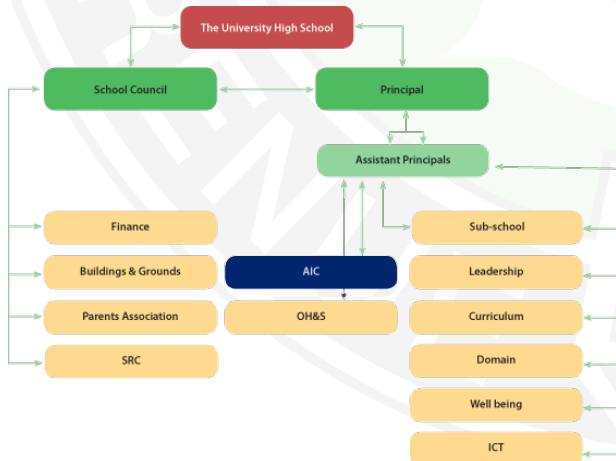 The University High School
School Council
Principal
Assistant Principals
Finance
Sub-school
Buildings & Grounds
AIC
Leadership
Parents Association
OH&S
Curriculum
SRC
Domain
Well being
ICT